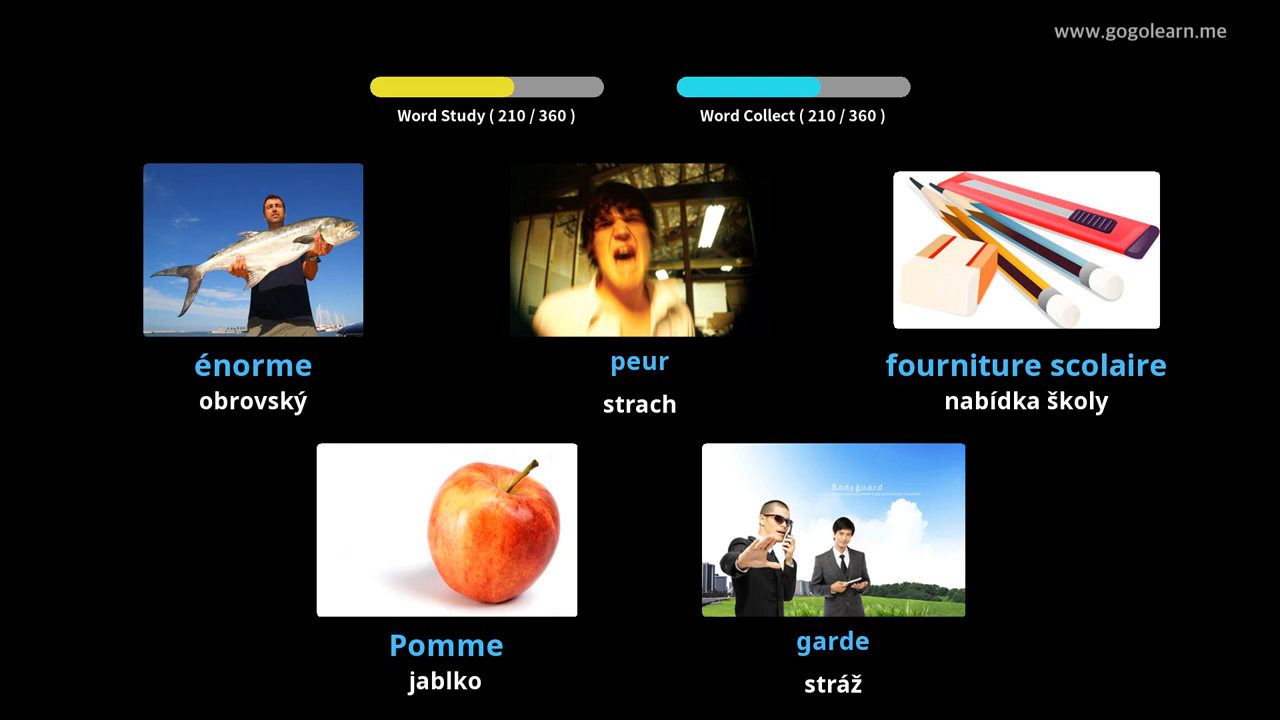 www.gogolearn.me
Word Study ( 210 / 360 )
Word Collect ( 210 / 360 )
énorme
obrovský
peur
strach
fourniture scolaire
nabídka školy
Bodyguard
Pomme
jablko
garde
stráž